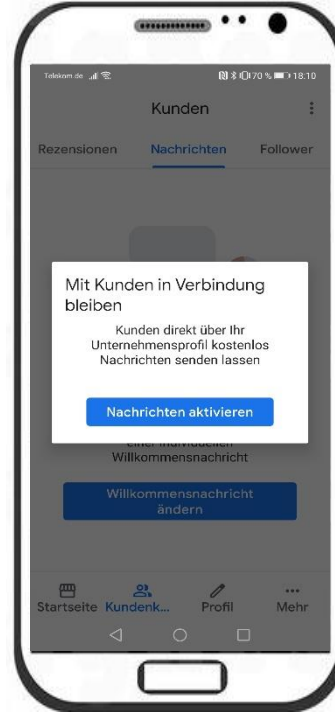 Telekom.de
70 % 18:10
Kunden
Rezensionen Nachrichten Follower
Mit Kunden in Verbindung
bleiben
Kunden direkt über Ihr
Unternehmensprofil kostenlos
Nachrichten senden lassen
Nachrichten aktivieren
einer individuellen
Willkommensnachricht
Willkommensnachricht
ändern
Startseite Kundenk... Profil Mehr